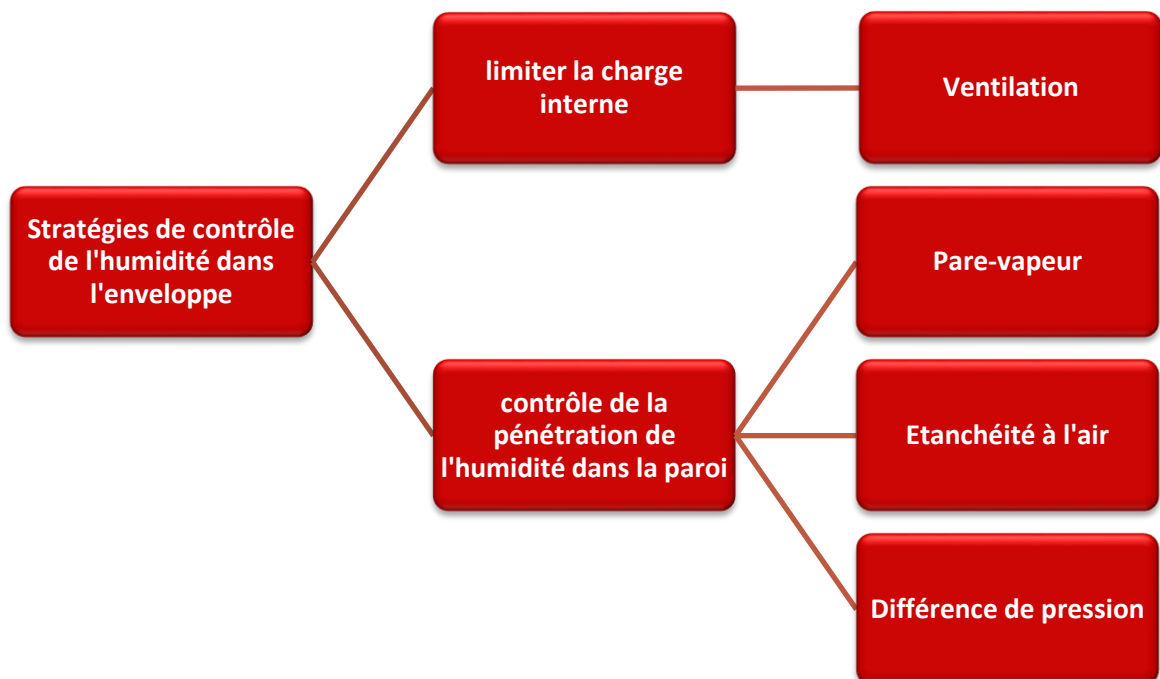 Stratégies de contrôle
de l'humidité dans
l'enveloppe
limiter la charge
interne
Ventilation
contrôle de la
pénétration de
l'humidité dans la paroi
Pare-vapeur
Etanchéité à l'air
Différence de pression